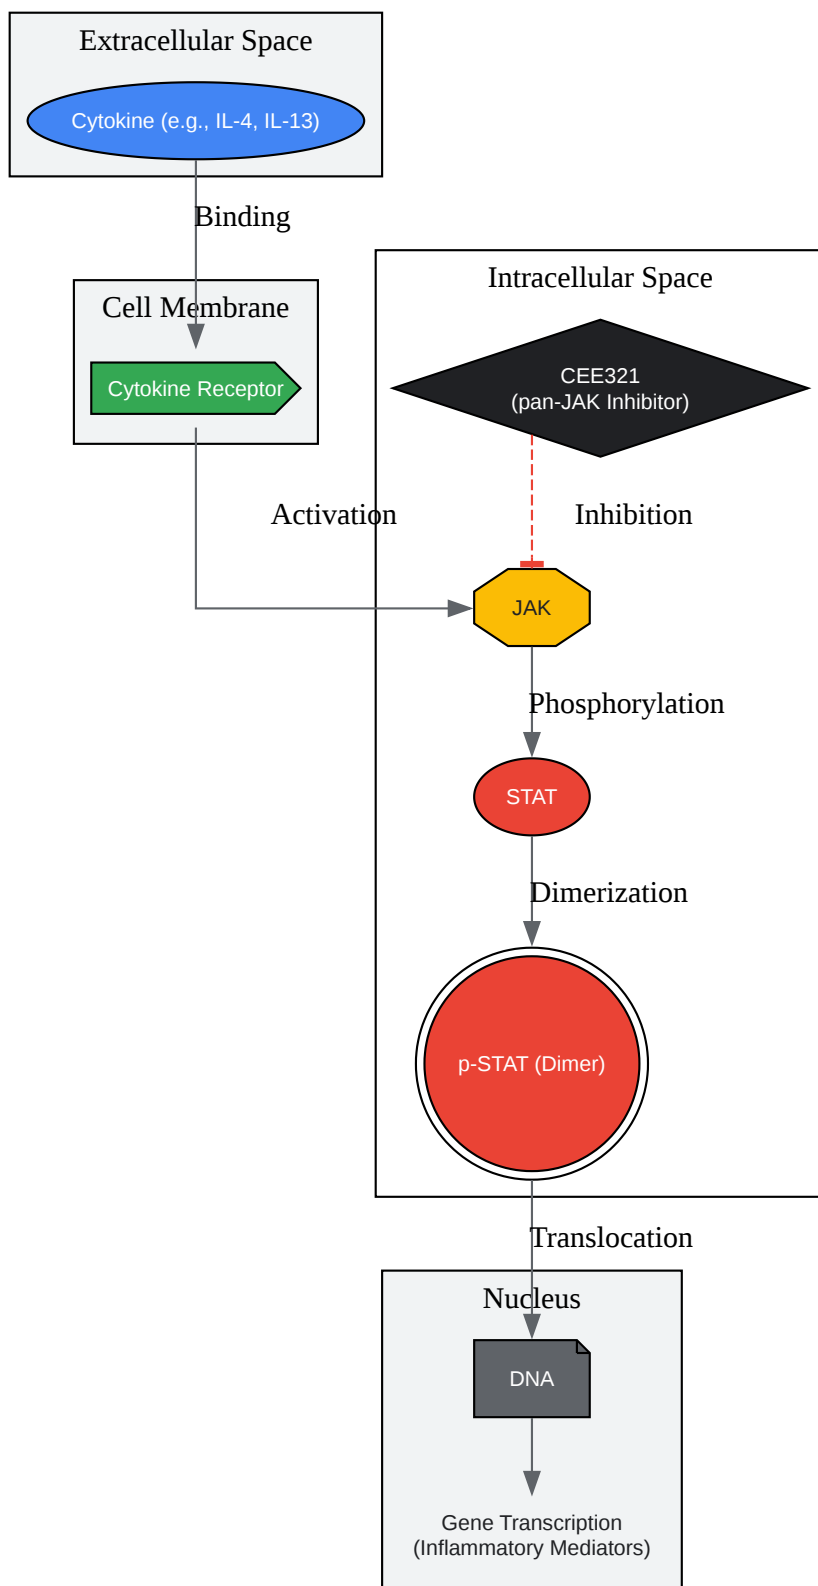 Extracellular Space
Cytokine (e.g., IL-4, IL-13)
Binding
Cell Membrane
Cytokine Receptor
Intracellular Space
CEE321
(pan-JAK Inhibitor)
Activation
Inhibition
JAK
Phosphorylation
STAT
Dimerization
p-STAT (Dimer)
Translocation
Nucleus
DNA
Gene Transcription
(Inflammatory Mediators)